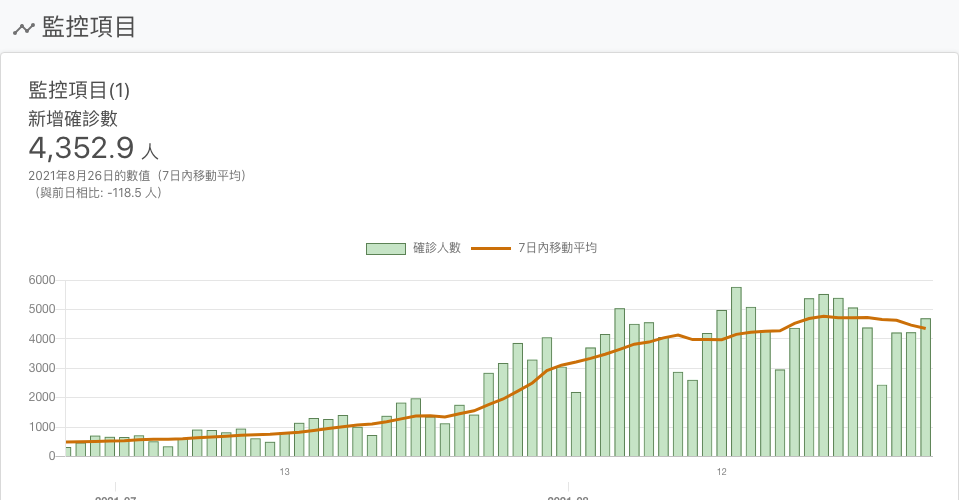 監控項目
監控項目(1)
新增確診數
4,352.9 人
2021年8月26日的數值（7日內移動平均）
（與前日相比: -118.5 人）
確診人數 7日內移動平均
6000
5000
4000
3000
2000
1000
0
13 12